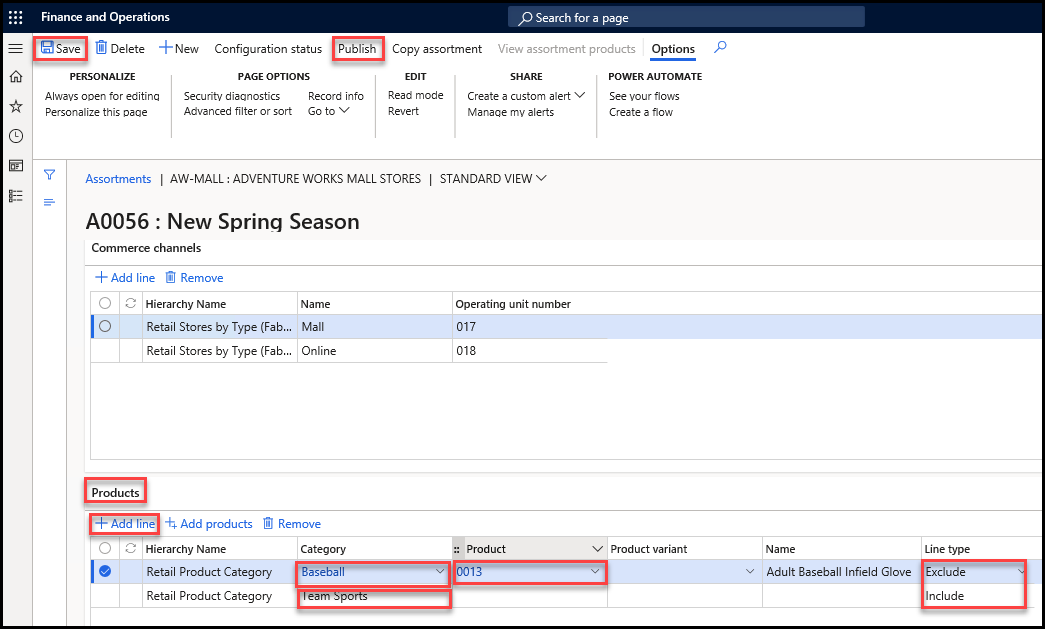 Finance and Operations
Search for a page
Save Delete New Configuration status Publish Copy assortment View assortment products Options
PERSONALIZE PAGE OPTIONS EDIT SHARE POWER AUTOMATE
Always open for editing Security diagnostics Record info Read mode Create a custom alert See your flows
Personalize this page Advanced filter or sort Go to Revert Manage my alerts Create a flow
Assortments | AW-MALL : ADVENTURE WORKS MALL STORES | STANDARD VIEW
A0056 : New Spring Season
Commerce channels
+ Add line Remove
Hierarchy Name Name Operating unit number
Retail Stores by Type (Fab... Mall 017
Retail Stores by Type (Fab... Online 018
Products
+ Add line Add products Remove
Hierarchy Name Category Product Product variant Name Line type
Retail Product Category Baseball 0013 Adult Baseball Infield Glove Exclude
Retail Product Category Team Sports Include